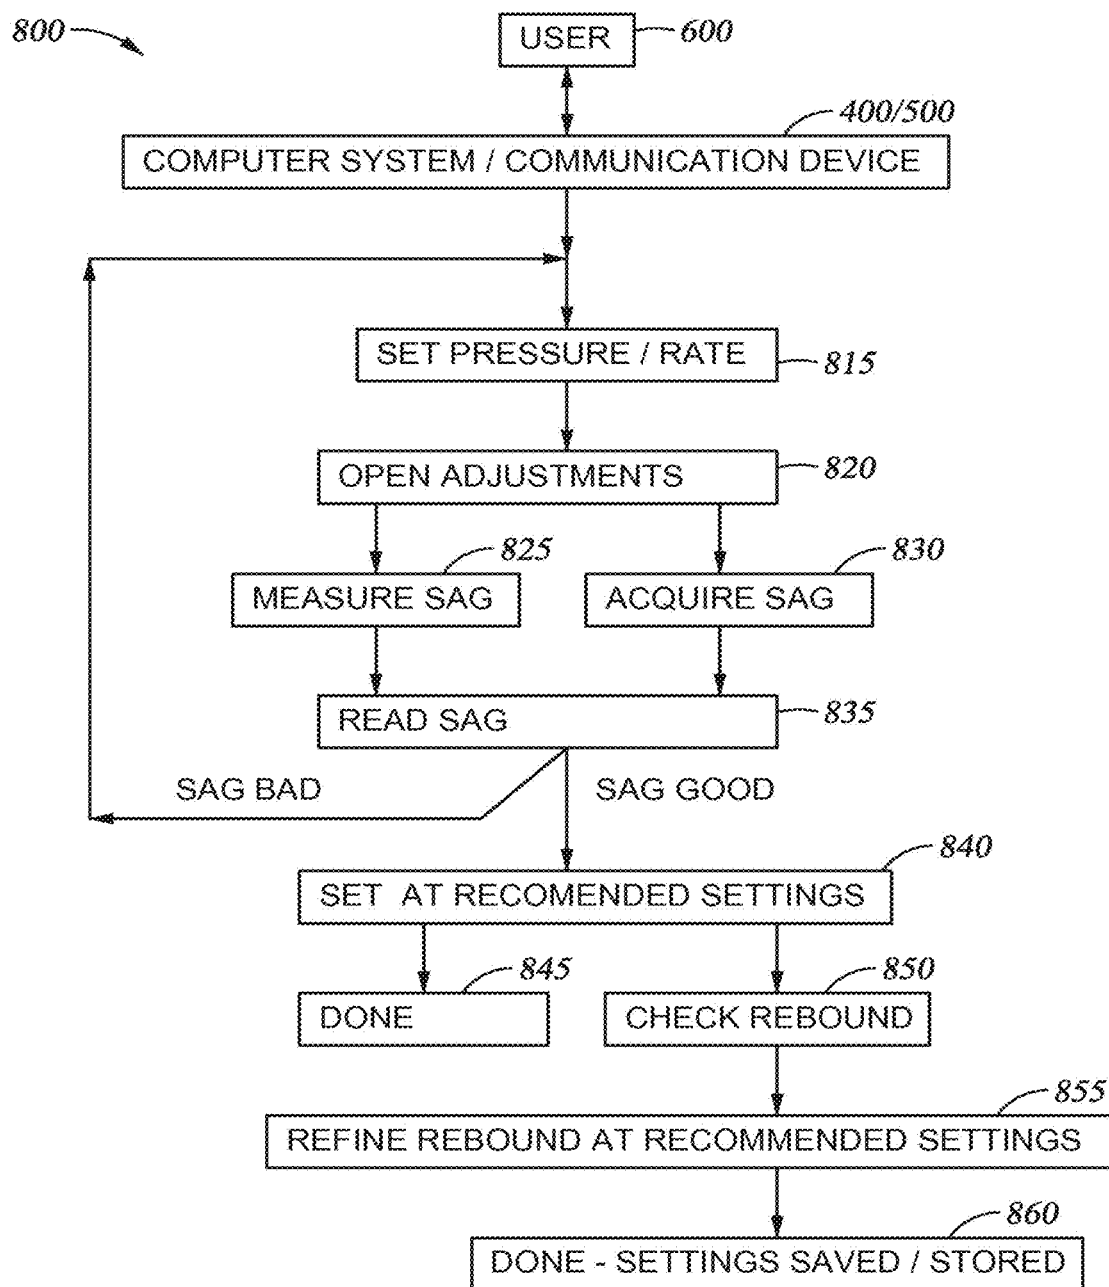 800
USER
600
400/500
COMPUTER SYSTEM / COMMUNICATION DEVICE
SET PRESSURE / RATE
815
OPEN ADJUSTMENTS
820
825
830
MEASURE SAG
ACQUIRE SAG
READ SAG
835
SAG BAD
SAG GOOD
840
SET AT RECOMENDED SETTINGS
845
850
DONE
CHECK REBOUND
855
REFINE REBOUND AT RECOMMENDED SETTINGS
860
DONE - SETTINGS SAVED / STORED